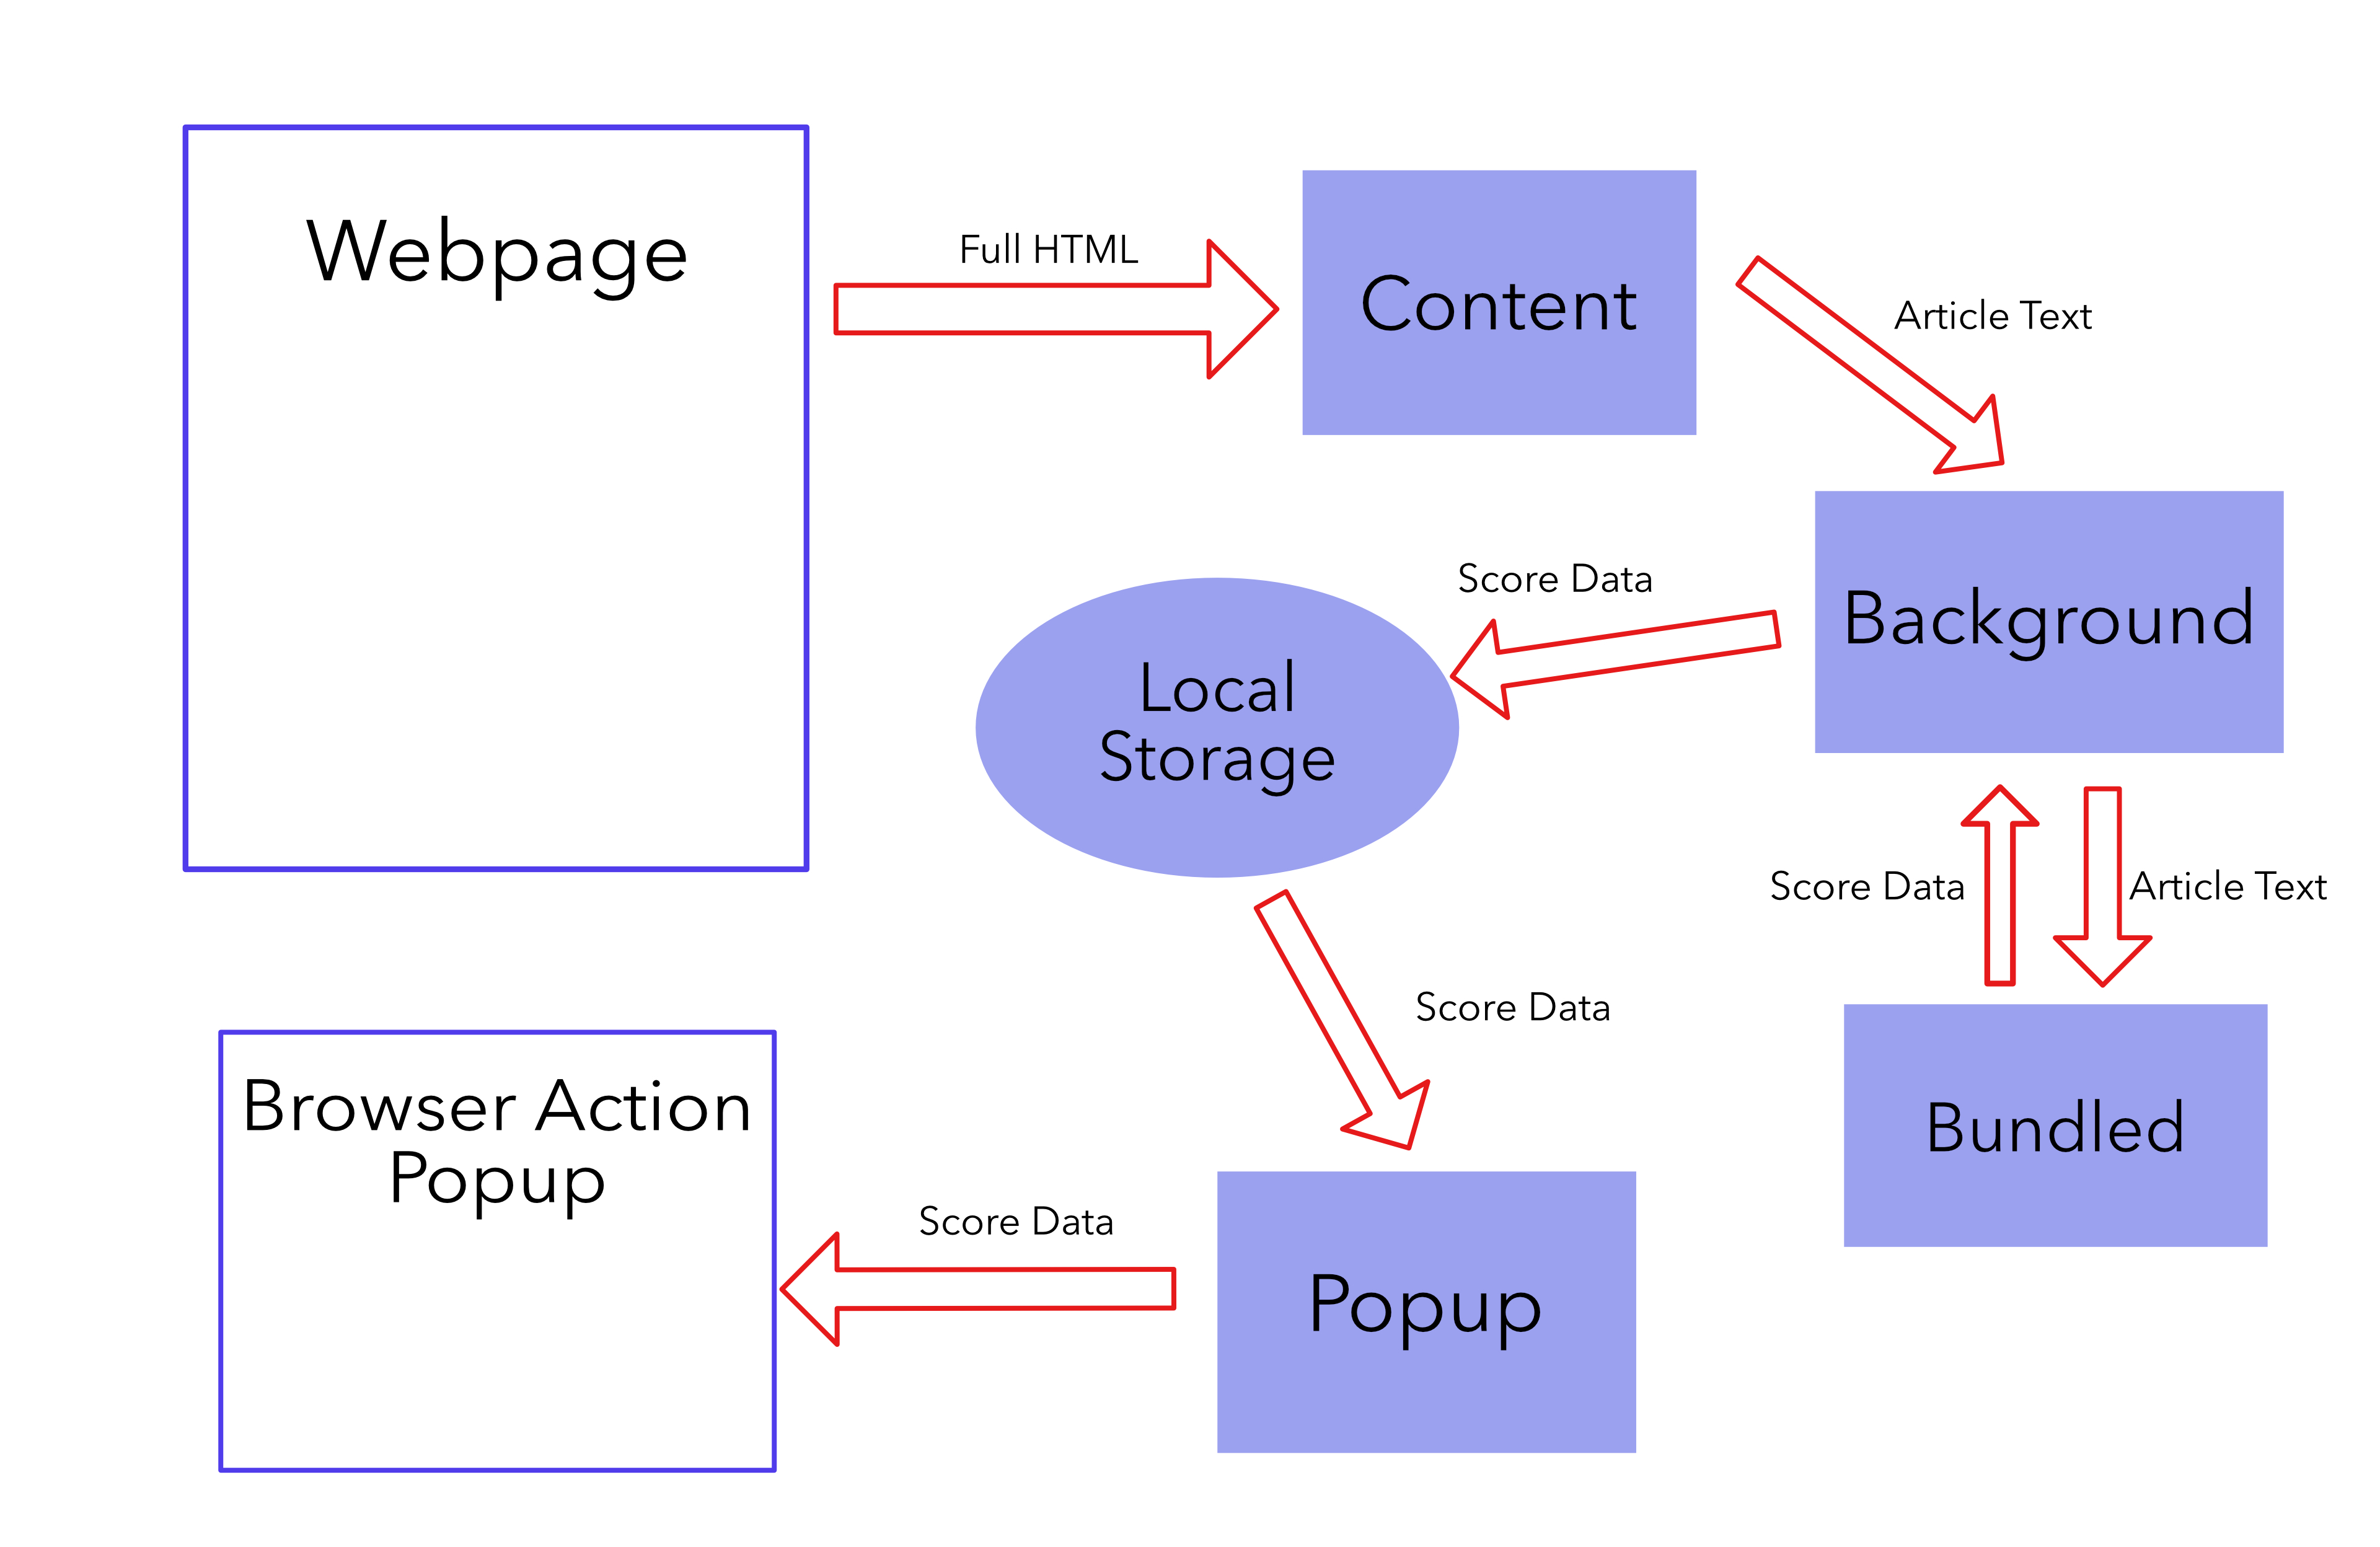 Webpage
Full HTML
Content
Article Text
Background
Score Data
Local
Storage
Score Data
Article Text
Score Data
Bundled
Browser Action
Popup
Score Data
Popup